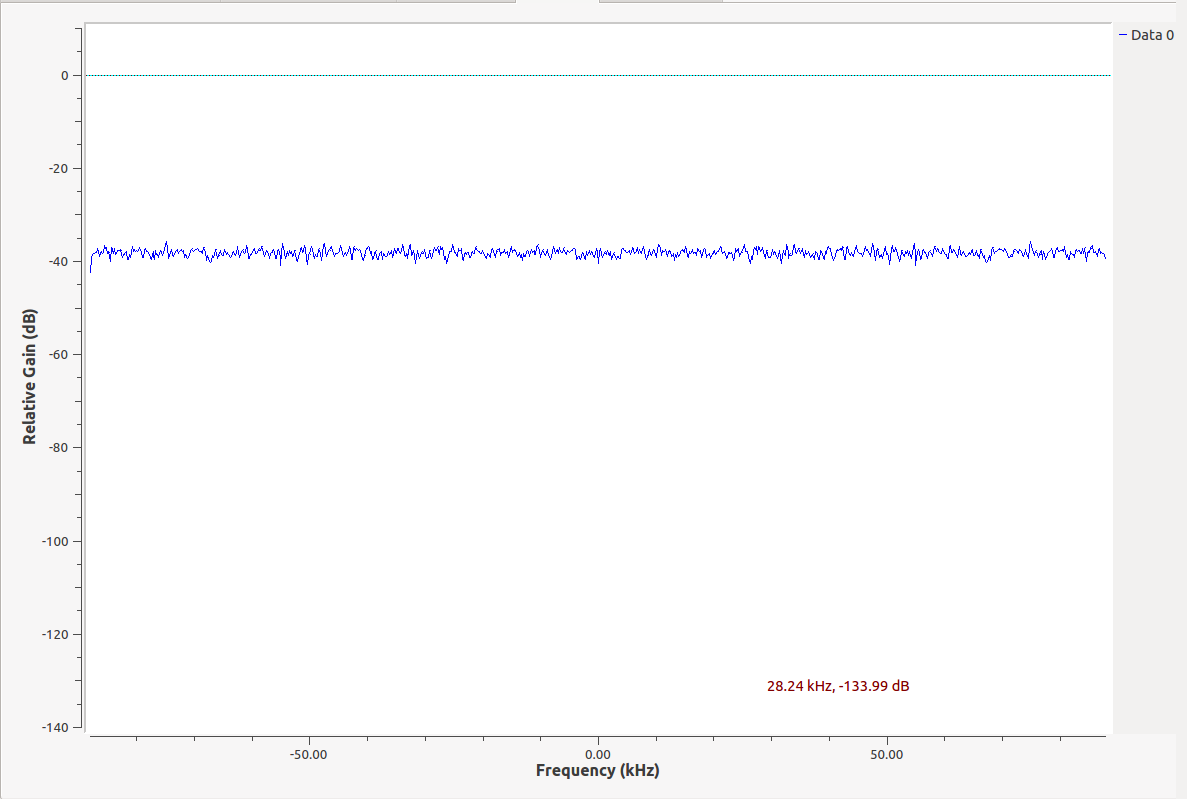 Data 0
0
-20
-40
-60
-80
-100
-120
-140
Relative Gain (dB)
28.24 kHz, -133.99 dB
-50.00
0.00
50.00
Frequency (kHz)